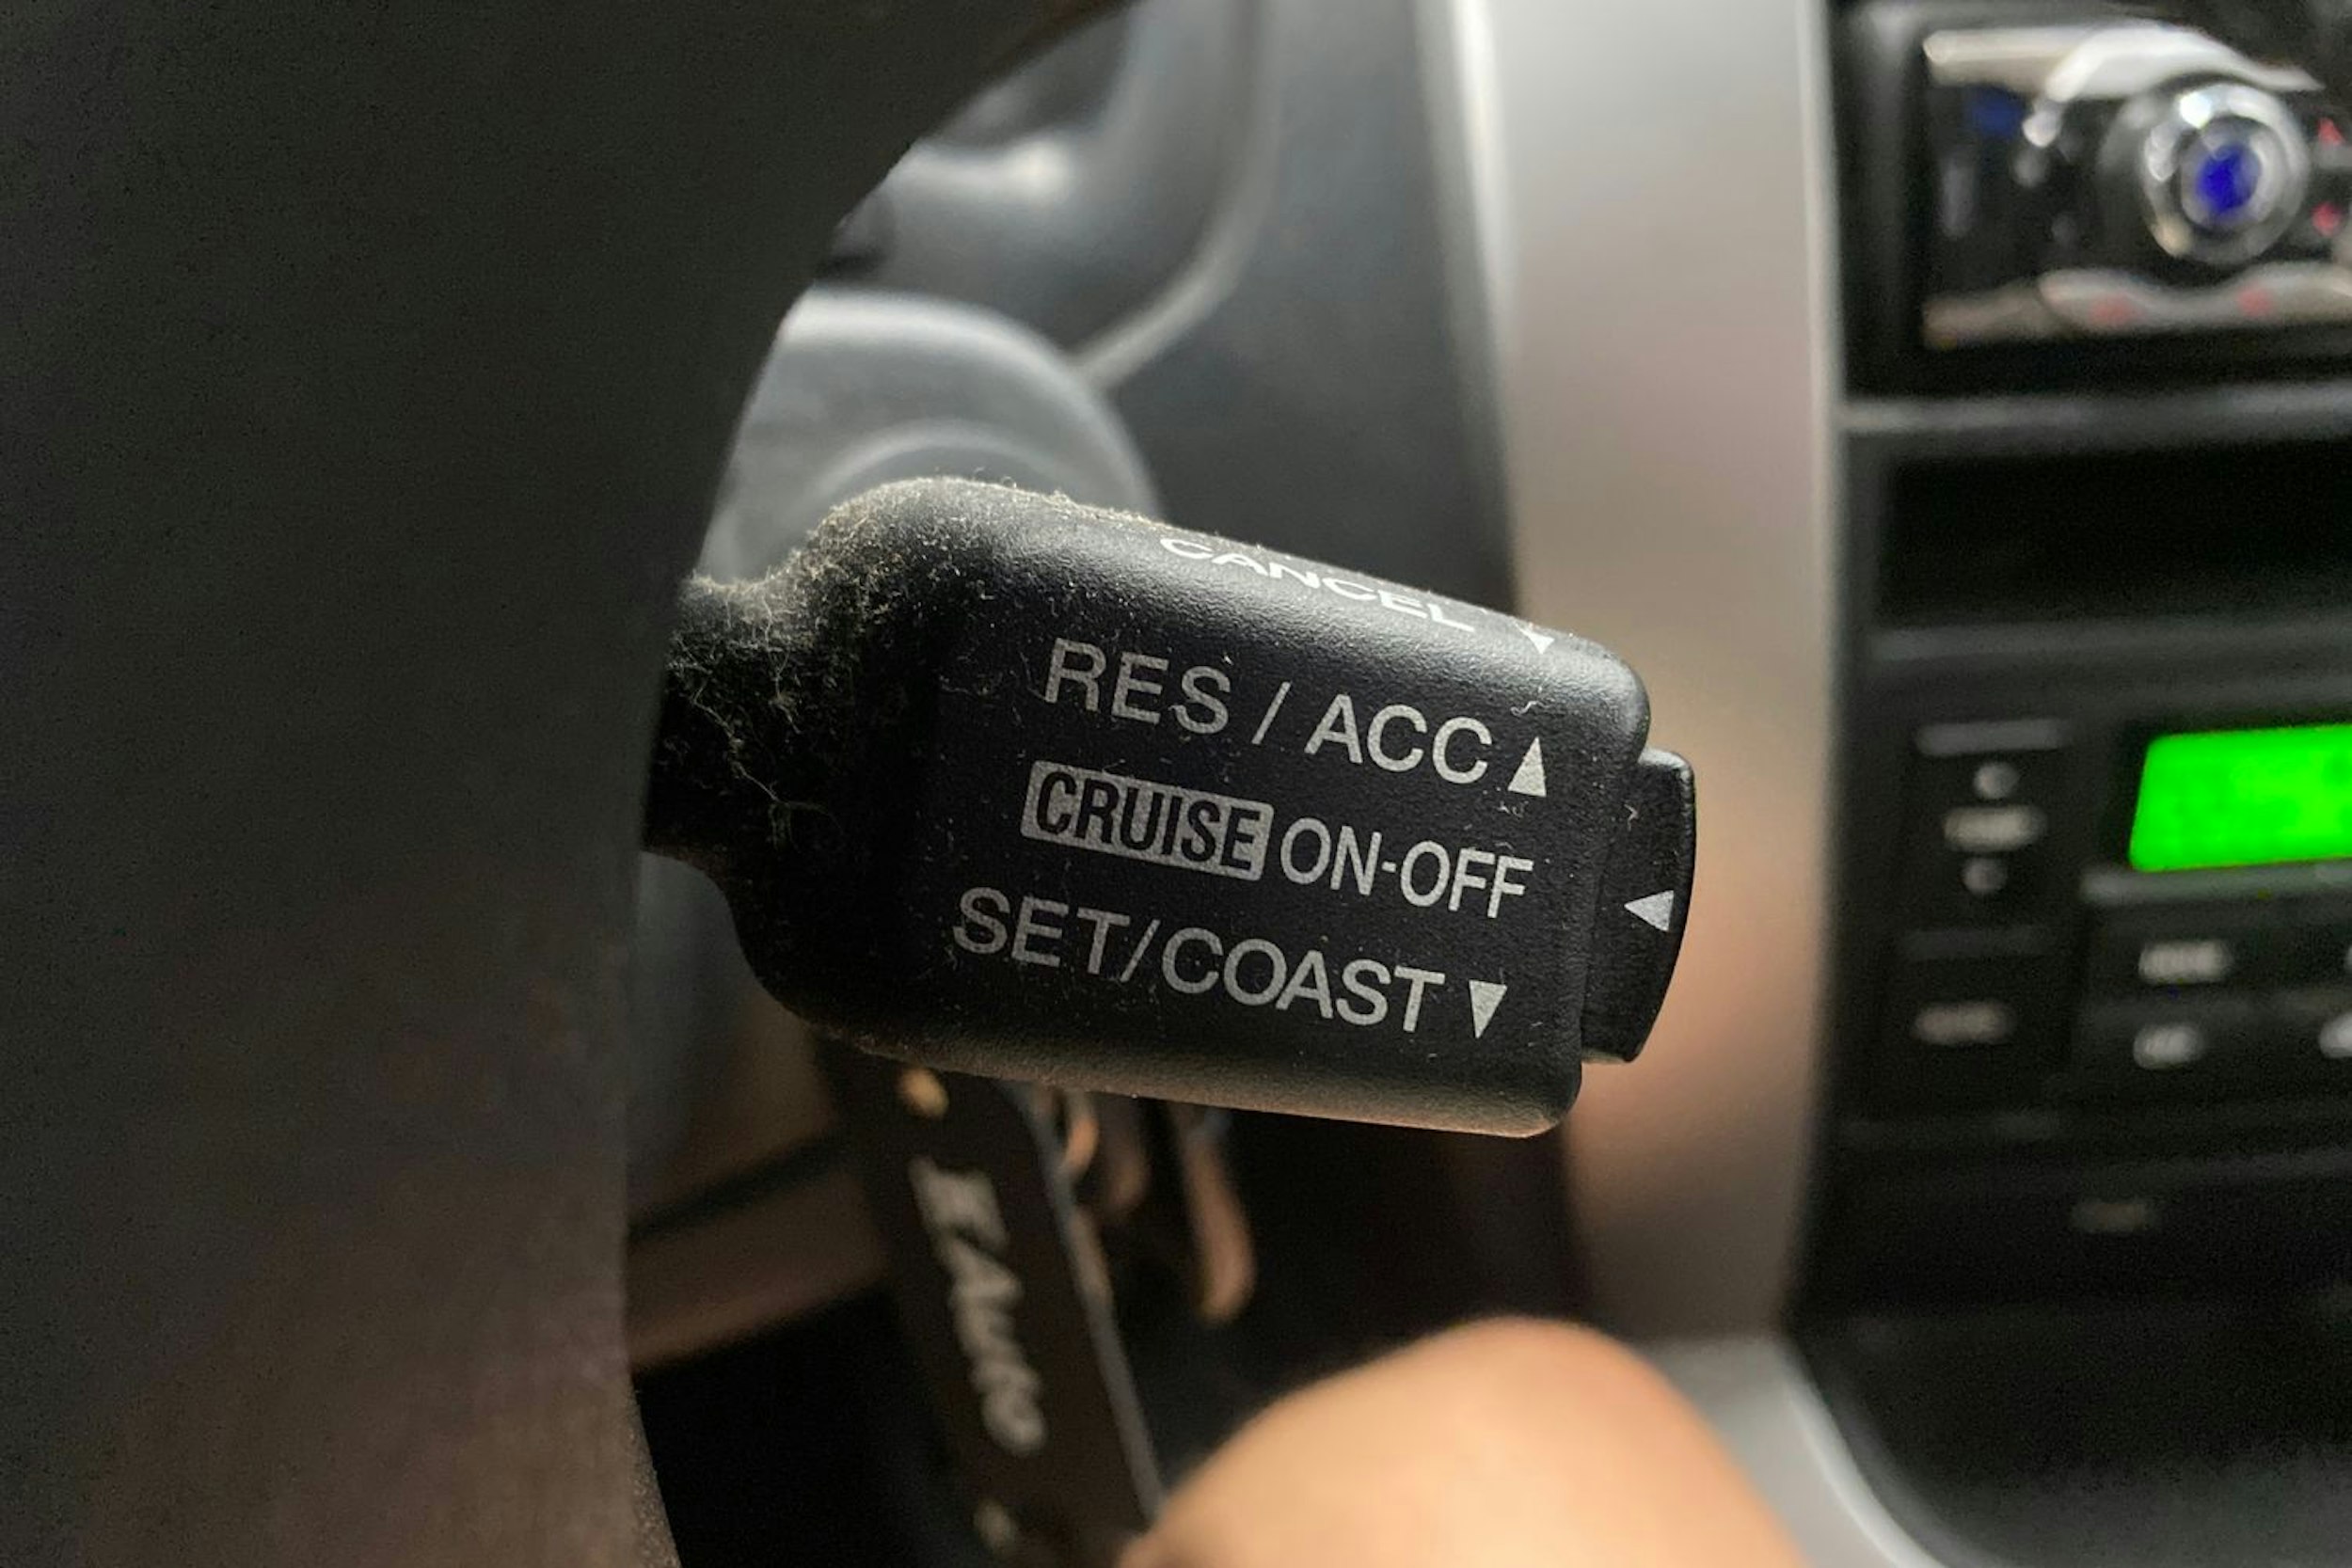 CANCEL ▼
RES / ACC ▲
CRUISE ON-OFF
◀
SET/COAST ▼